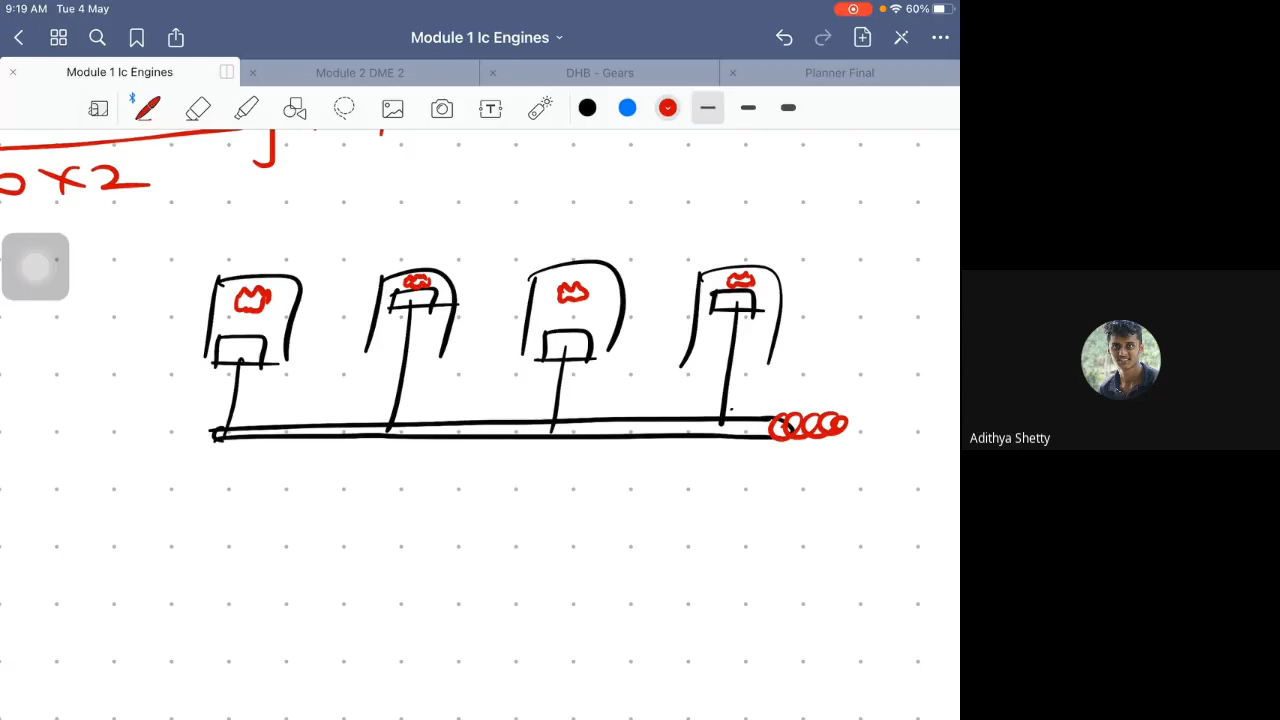 9:19 AM Tue 4 May
60%
Module 1 Ic Engines
Module 1 Ic Engines
Module 2 DME 2
DHB - Gears
Planner Final
T
x 2
Adithya Shetty